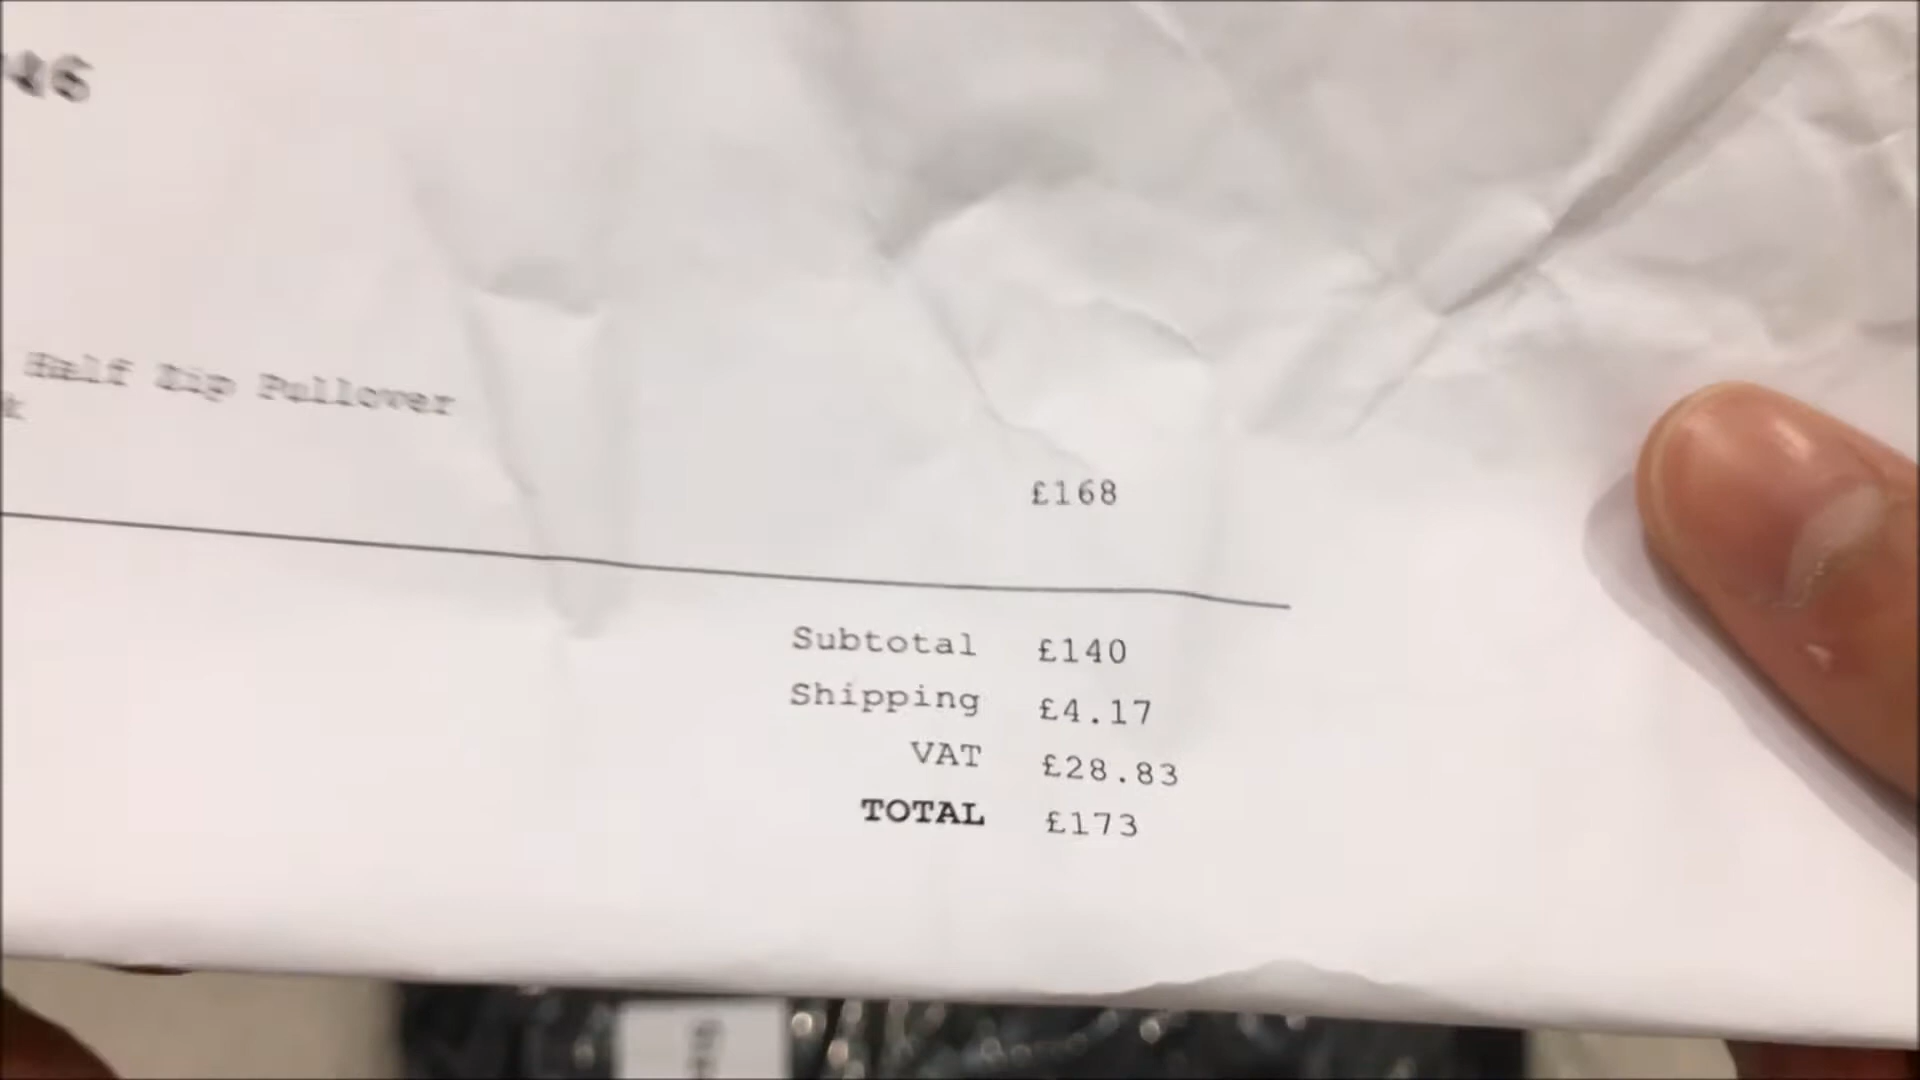 Half Zip Pullover
£168
Subtotal £140
Shipping £4.17
VAT £28.83
TOTAL £173